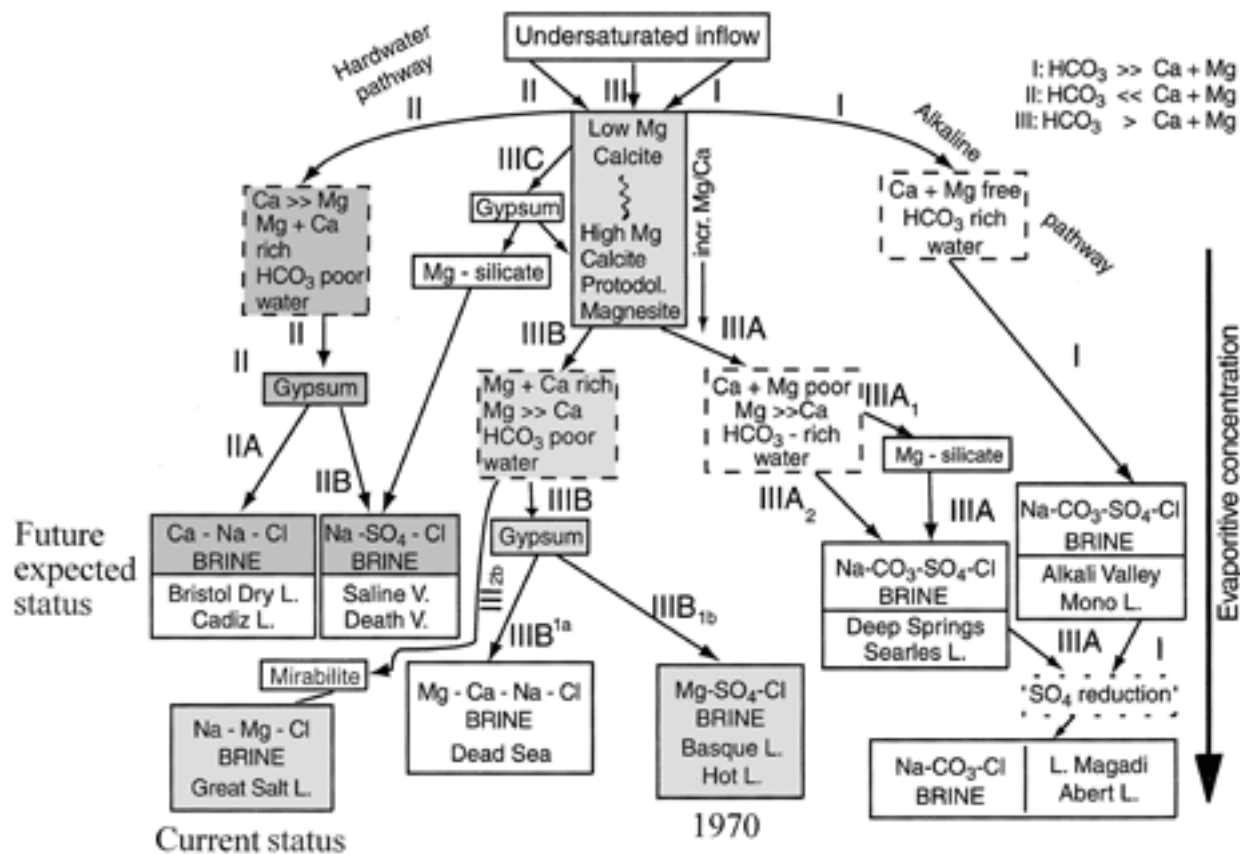 Undersaturated inflow
Hardwater
pathway
I: HCO₃ >> Ca + Mg
II: HCO₃ << Ca + Mg
III: HCO₃ > Ca + Mg
II
II
III
I
I
Alkaline
pathway
Low Mg
Calcite
High Mg
Calcite
Protodol.
Magnesite
incr. Mg/Ca
IIIC
Gypsum
Mg - silicate
Ca >> Mg
Mg + Ca
rich
HCO₃ poor
water
Ca + Mg free
HCO₃ rich
water
II
II
Gypsum
IIA
IIB
IIIB
IIIA
I
Mg + Ca rich
Mg >> Ca
HCO₃ poor
water
Ca + Mg poor
Mg >>Ca
HCO₃ - rich
water
IIIA₁
Mg - silicate
IIIA₂
IIIA
IIIB
Gypsum
Future
expected
status
Ca - Na - Cl
BRINE
Bristol Dry L.
Cadiz L.
Na -SO₄ - Cl
BRINE
Saline V.
Death V.
III2b
IIIB1a
IIIB1b
Na-CO₃-SO₄-Cl
BRINE
Deep Springs
Searles L.
Na-CO₃-SO₄-Cl
BRINE
Alkali Valley
Mono L.
IIIA
I
SO₄ reduction
Mirabilite
Na - Mg - Cl
BRINE
Great Salt L.
Current status
Mg - Ca - Na - Cl
BRINE
Dead Sea
Mg-SO₄-Cl
BRINE
Basque L.
Hot L.
1970
Na-CO₃-Cl
BRINE
L. Magadi
Abert L.
Evaporitive concentration